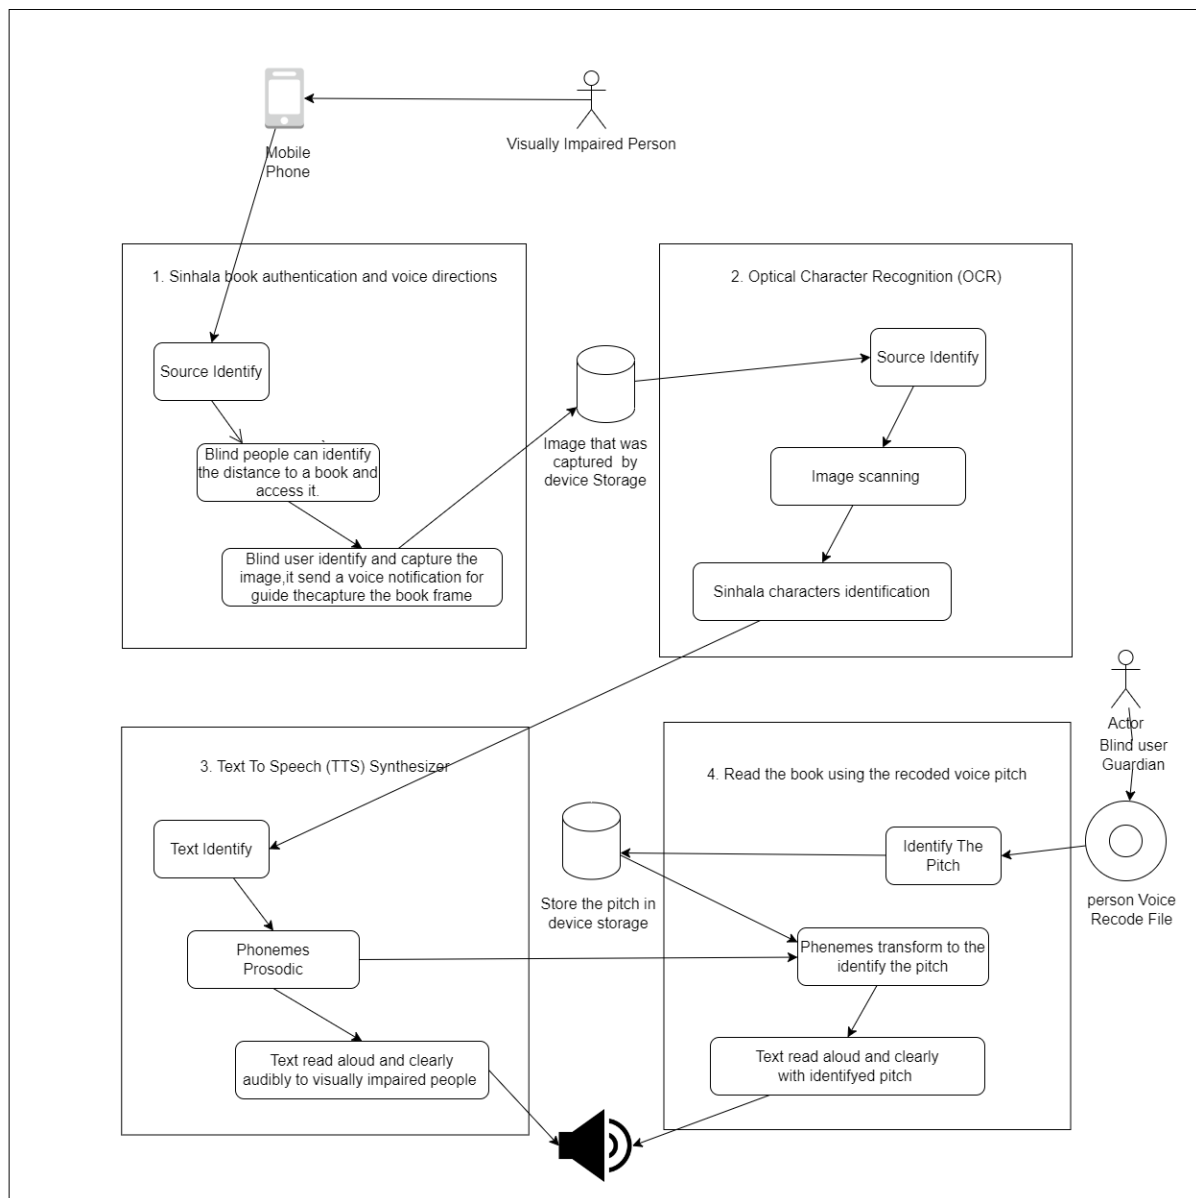 Visually Impaired Person
Mobile
Phone
1. Sinhala book authentication and voice directions
Source Identify
Blind people can identify
the distance to a book and
access it.
Blind user identify and capture the
image,it send a voice notification for
guide thecapture the book frame
Image that was
captured by
device Storage
2. Optical Character Recognition (OCR)
Source Identify
Image scanning
Sinhala characters identification
3. Text To Speech (TTS) Synthesizer
Text Identify
Phonemes
Prosodic
Text read aloud and clearly
audibly to visually impaired people
Store the pitch in
device storage
4. Read the book using the recoded voice pitch
Identify The
Pitch
Phenemes transform to the
identify the pitch
Text read aloud and clearly
with identifyed pitch
Actor
Blind user
Guardian
person Voice
Recode File